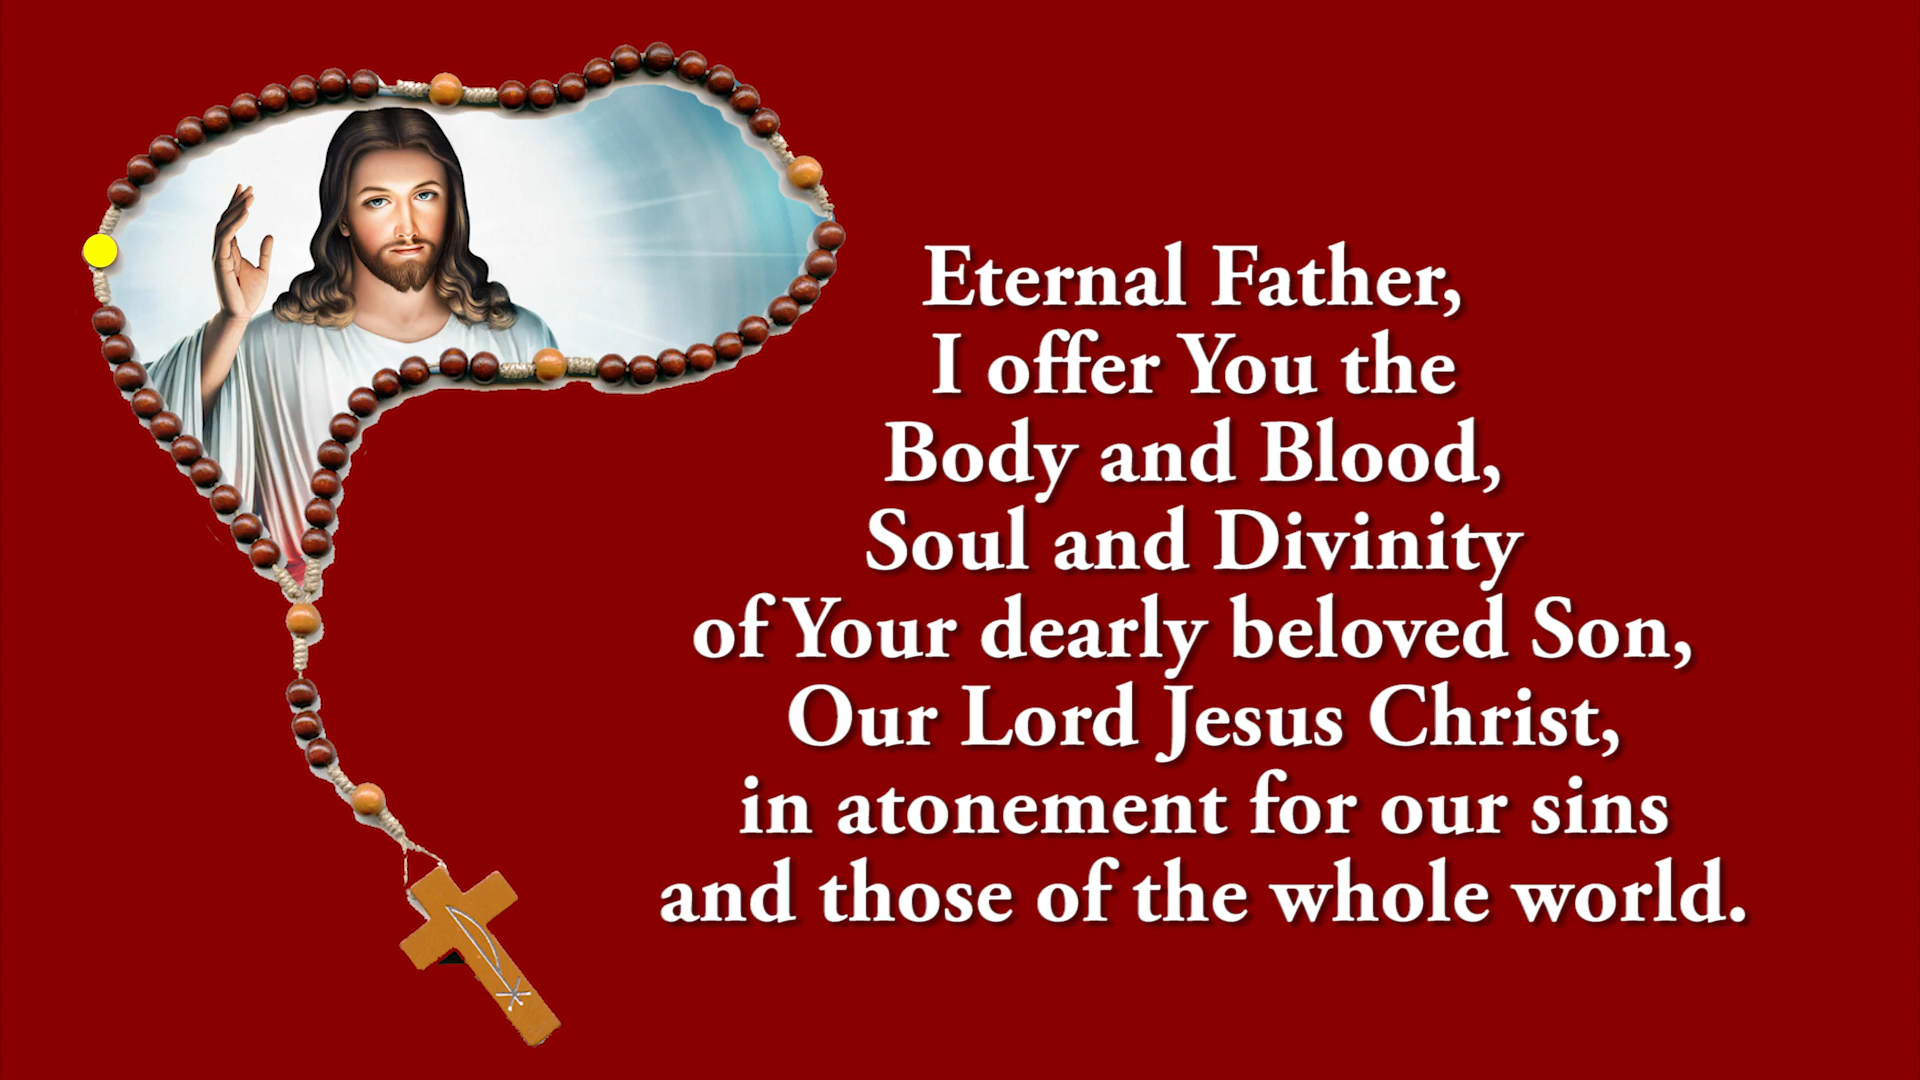 Eternal Father,
I offer You the
Body and Blood,
Soul and Divinity
of Your dearly beloved Son,
Our Lord Jesus Christ,
in atonement for our sins
and those of the whole world.